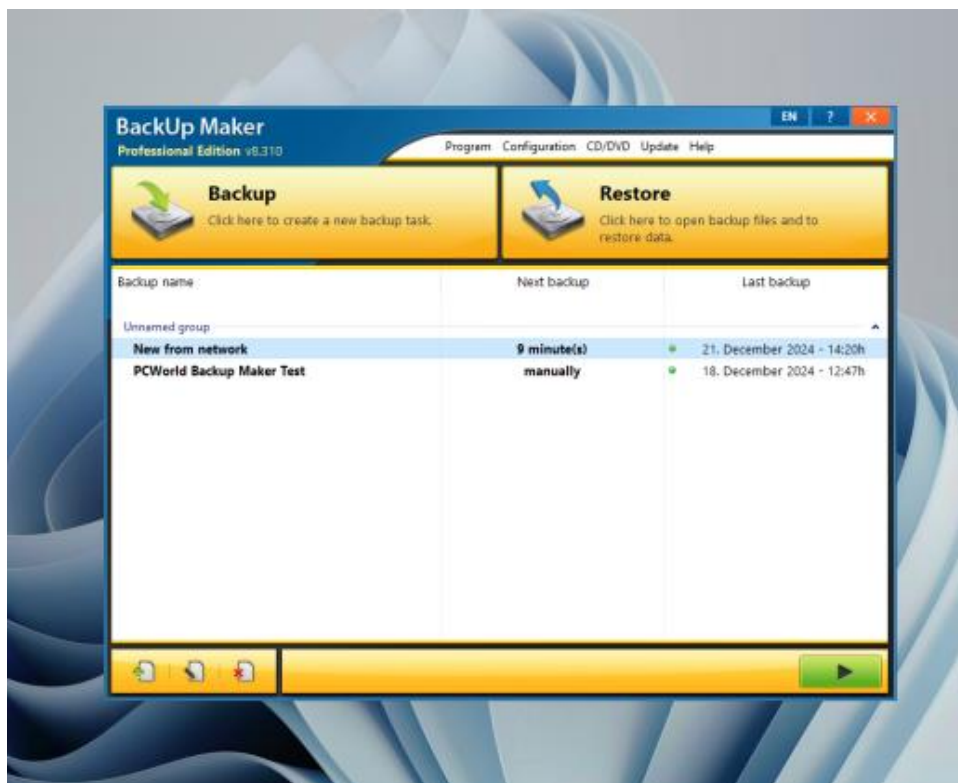 BackUp Maker
EN ?
Professional Edition v8.310
Program Configuration CD/DVD Update Help
Backup
Click here to create a new backup task.
Restore
Click here to open backup files and to
restore data.
Backup name Next backup Last backup
Unnamed group
New from network 9 minute(s) 21. December 2024 - 14:20h
PCWorld Backup Maker Test manually 18. December 2024 - 12:47h